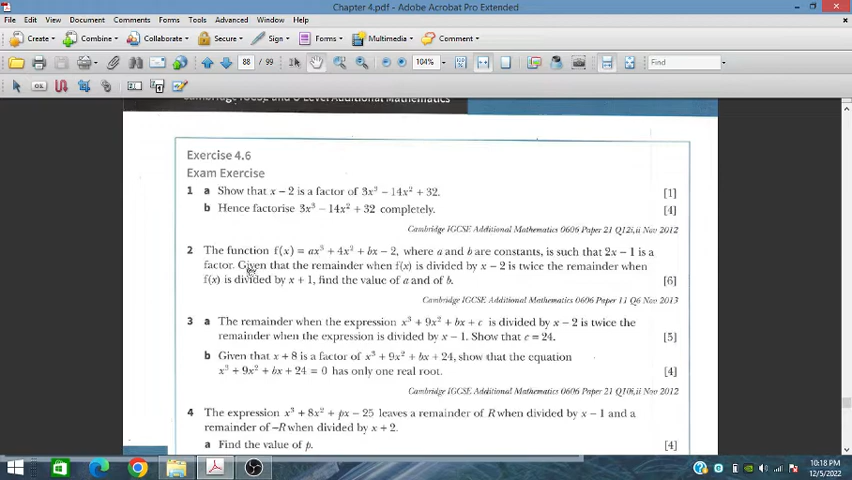 Chapter 4.pdf - Adobe Acrobat Pro Extended
File Edit View Document Comments Forms Tools Advanced Window Help
Create Combine Collaborate Secure Sign Forms Multimedia Comment
88 / 99 104% Find
Cambridge IGCSE and O Level Additional Mathematics
Exercise 4.6
Exam Exercise
1 a Show that x − 2 is a factor of 3x³ − 14x² + 32. [1]
b Hence factorise 3x³ − 14x² + 32 completely. [4]
Cambridge IGCSE Additional Mathematics 0606 Paper 21 Q12i,ii Nov 2012
2 The function f(x) = ax³ + 4x² + bx − 2, where a and b are constants, is such that 2x − 1 is a
factor. Given that the remainder when f(x) is divided by x − 2 is twice the remainder when
f(x) is divided by x + 1, find the value of a and of b. [6]
Cambridge IGCSE Additional Mathematics 0606 Paper 11 Q6 Nov 2013
3 a The remainder when the expression x³ + 9x² + bx + c is divided by x − 2 is twice the
remainder when the expression is divided by x − 1. Show that c = 24. [5]
b Given that x + 8 is a factor of x³ + 9x² + bx + 24, show that the equation
x³ + 9x² + bx + 24 = 0 has only one real root. [4]
Cambridge IGCSE Additional Mathematics 0606 Paper 21 Q10i,ii Nov 2012
4 The expression x³ + 8x² + px − 25 leaves a remainder of R when divided by x − 1 and a
remainder of −R when divided by x + 2.
a Find the value of p. [4]
10:18 PM
12/5/2022